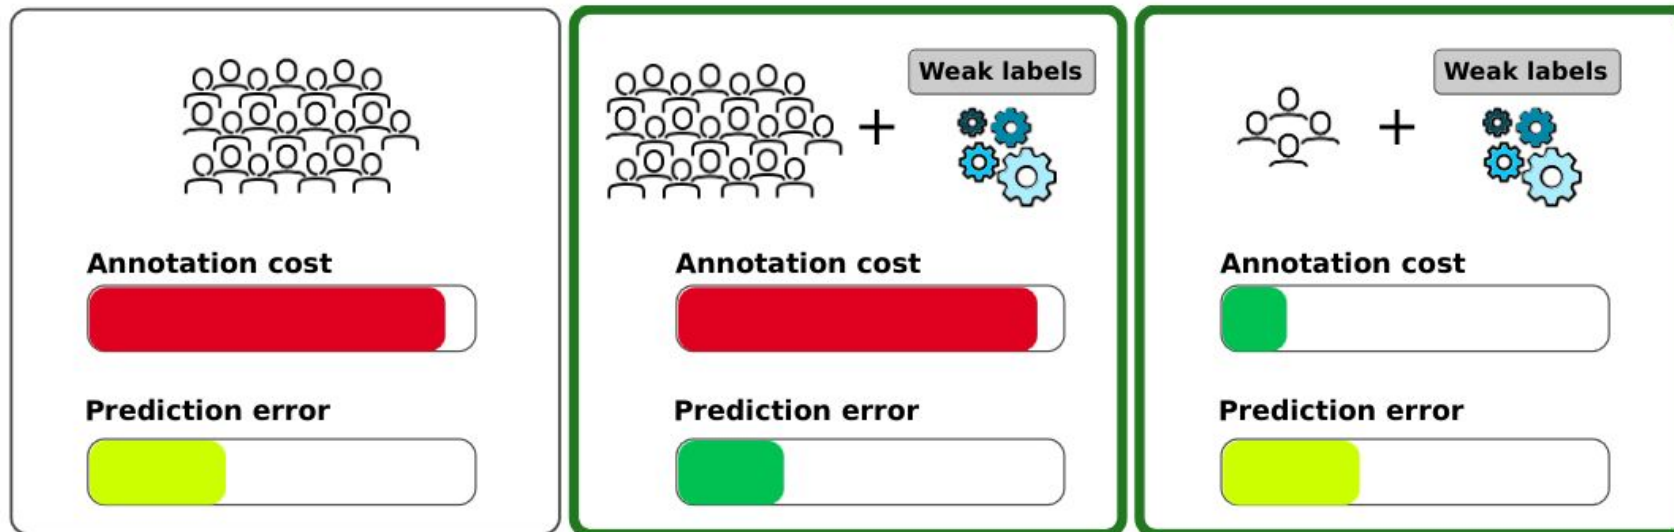 Weak labels
Weak labels
+
+
Annotation cost
Annotation cost
Annotation cost
Prediction error
Prediction error
Prediction error